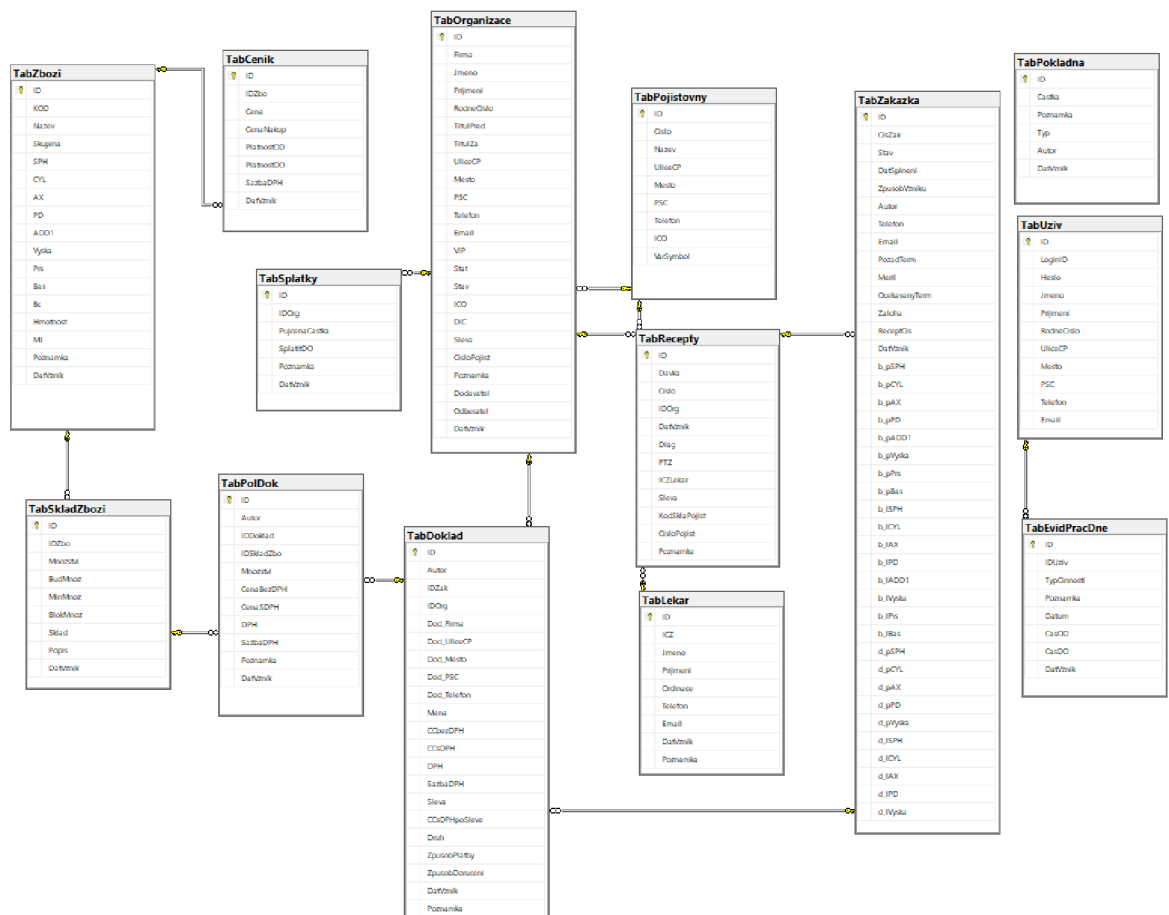 TabZbozi
ID
KOD
Nazev
Skupina
SPH
CYL
AX
PD
ADD1
Vyska
Prs
Bas
Bc
Hmotnost
MJ
Poznamka
DatVznik
TabCenik
ID
IDZbo
Cena
CenaNakup
PlatnostOD
PlatnostDO
SazbaDPH
DatVznik
TabSplatky
ID
IDOrg
PujcenaCastka
SplatitDO
Poznamka
DatVznik
TabOrganizace
ID
Firma
Jmeno
Prijmeni
RodneCislo
TitulPred
TitulZa
UliceCP
Mesto
PSC
Telefon
Email
VIP
Stat
Stav
ICO
DIC
Sleva
CisloPojist
Poznamka
Dodavatel
Odberatel
DatVznik
TabPojistovny
ID
Cislo
Nazev
UliceCP
Mesto
PSC
Telefon
ICO
VarSymbol
TabRecepty
ID
Davka
Cislo
IDOrg
DatVznik
Diag
PTZ
ICZLekar
Sleva
KodSklaPojist
CisloPojist
Poznamka
TabLekar
ID
ICZ
Jmeno
Prijmeni
Ordinace
Telefon
Email
DatVznik
Poznamka
TabZakazka
ID
CisZak
Stav
DatSplneni
ZpusobVzniku
Autor
Telefon
Email
PozadTerm
Meril
OcekavanyTerm
Zaloha
ReceptCis
DatVznik
b_pSPH
b_pCYL
b_pAX
b_pPD
b_pADD1
b_pVyska
b_pPrs
b_pBas
b_lSPH
b_lCYL
b_lAX
b_lPD
b_lADD1
b_lVyska
b_lPrs
b_lBas
d_pSPH
d_pCYL
d_pAX
d_pPD
d_pVyska
d_lSPH
d_lCYL
d_lAX
d_lPD
d_lVyska
TabPokladna
ID
Castka
Poznamka
Typ
Autor
DatVznik
TabUziv
ID
LoginID
Heslo
Jmeno
Prijmeni
RodneCislo
UliceCP
Mesto
PSC
Telefon
Email
TabEvidPracDne
ID
IDUziv
TypCinnosti
Poznamka
Datum
CasOD
CasDO
DatVznik
TabSkladZbozi
ID
IDZbo
Mnozstvi
BudMnoz
MinMnoz
BlokMnoz
Sklad
Popis
DatVznik
TabPolDok
ID
Autor
IDDoklad
IDSkladZbo
Mnozstvi
CenaBezDPH
CenaSDPH
DPH
SazbaDPH
Poznamka
DatVznik
TabDoklad
ID
Autor
IDZak
IDOrg
Dod_Firma
Dod_UliceCP
Dod_Mesto
Dod_PSC
Dod_Telefon
Mena
CCbezDPH
CCsDPH
DPH
SazbaDPH
Sleva
CCsDPHpoSleve
Druh
ZpusobPlatby
ZpusobDoruceni
DatVznik
Poznamka